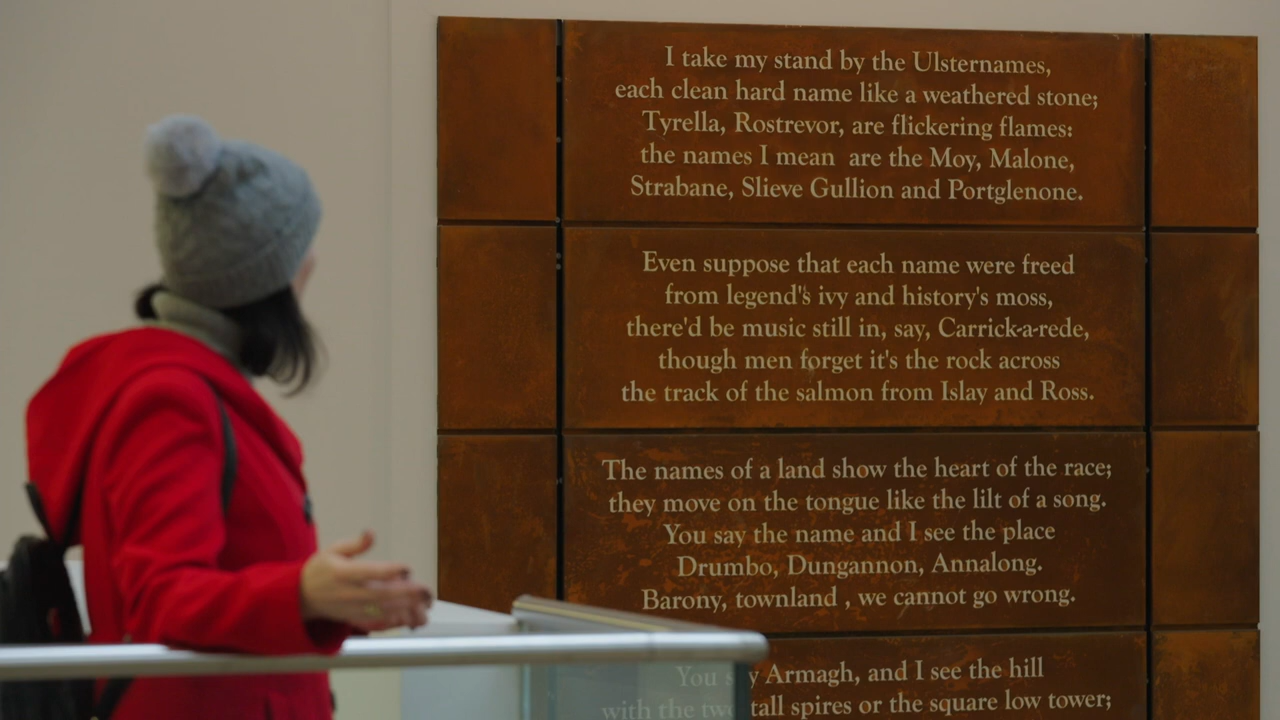 I take my stand by the Ulsternames,
each clean hard name like a weathered stone;
Tyrella, Rostrevor, are flickering flames:
the names I mean are the Moy, Malone,
Strabane, Slieve Gullion and Portglenone.
Even suppose that each name were freed
from legend's ivy and history's moss,
there'd be music still in, say, Carrick-a-rede,
though men forget it's the rock across
the track of the salmon from Islay and Ross.
The names of a land show the heart of the race;
they move on the tongue like the lilt of a song.
You say the name and I see the place
Drumbo, Dungannon, Annalong.
Barony, townland , we cannot go wrong.
You say Armagh, and I see the hill
with the two tall spires or the square low tower;